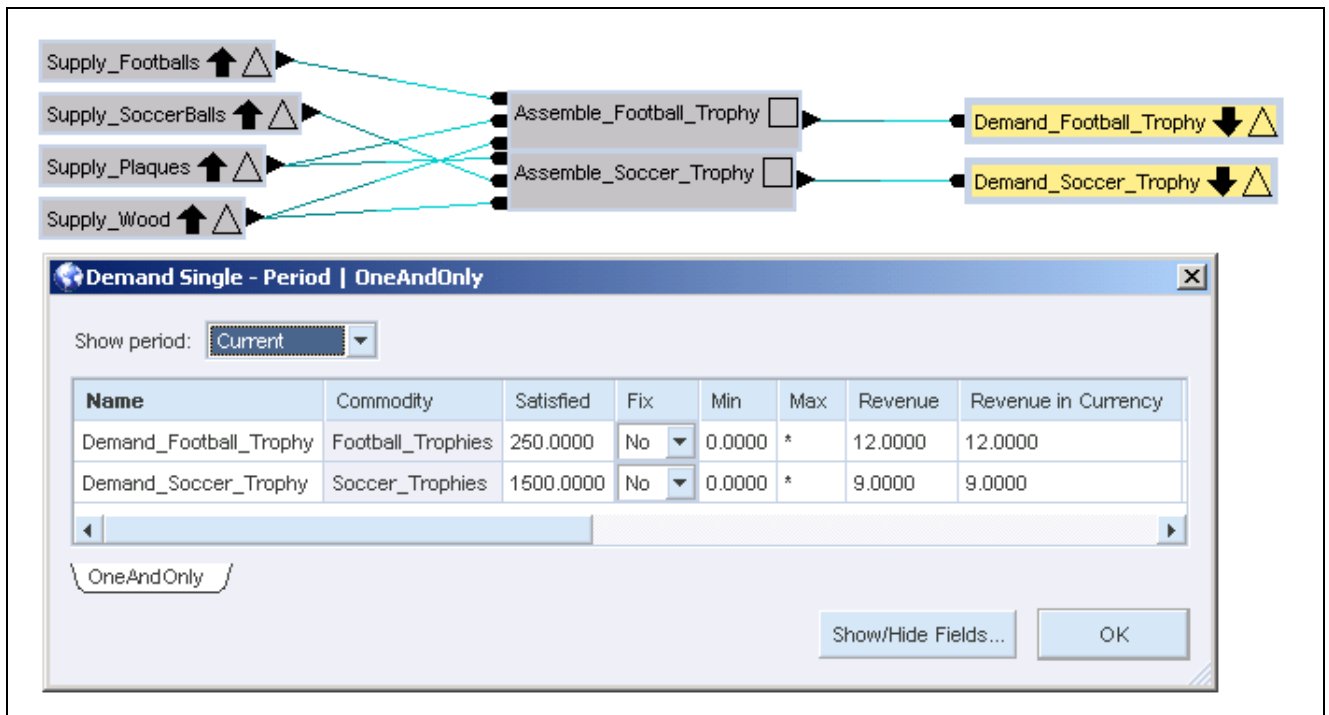 Supply_Footballs
Supply_SoccerBalls
Supply_Plaques
Supply_Wood
Assemble_Football_Trophy
Assemble_Soccer_Trophy
Demand_Football_Trophy
Demand_Soccer_Trophy
Demand Single - Period | OneAndOnly
Show period: Current
Name Commodity Satisfied Fix Min Max Revenue Revenue in Currency
Demand_Football_Trophy Football_Trophies 250.0000 No 0.0000 * 12.0000 12.0000
Demand_Soccer_Trophy Soccer_Trophies 1500.0000 No 0.0000 * 9.0000 9.0000
OneAndOnly
Show/Hide Fields... OK